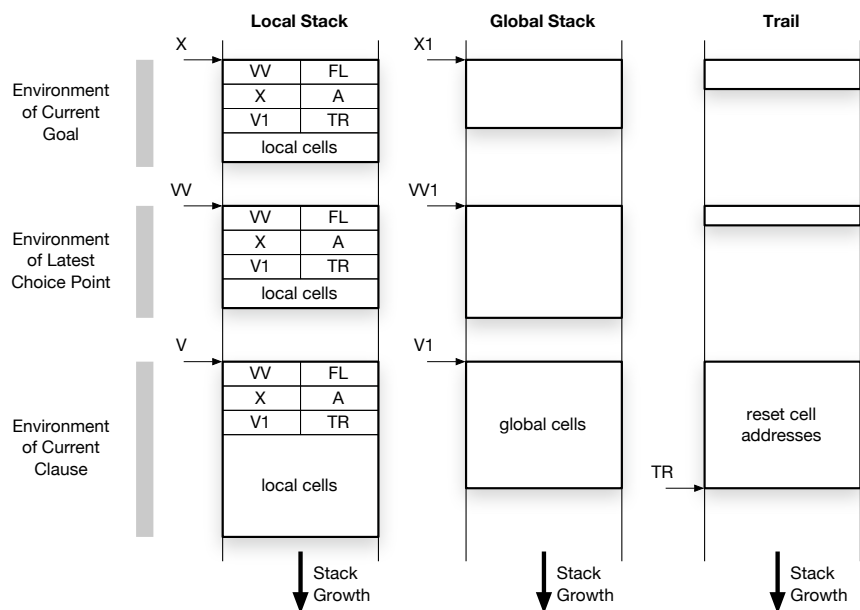 Local Stack
Global Stack
Trail
X
X1
Environment
of Current
Goal
VV
FL
X
A
V1
TR
local cells
VV
VV1
Environment
of Latest
Choice Point
VV
FL
X
A
V1
TR
local cells
V
V1
Environment
of Current
Clause
VV
FL
X
A
V1
TR
local cells
global cells
reset cell
addresses
TR
Stack
Growth
Stack
Growth
Stack
Growth